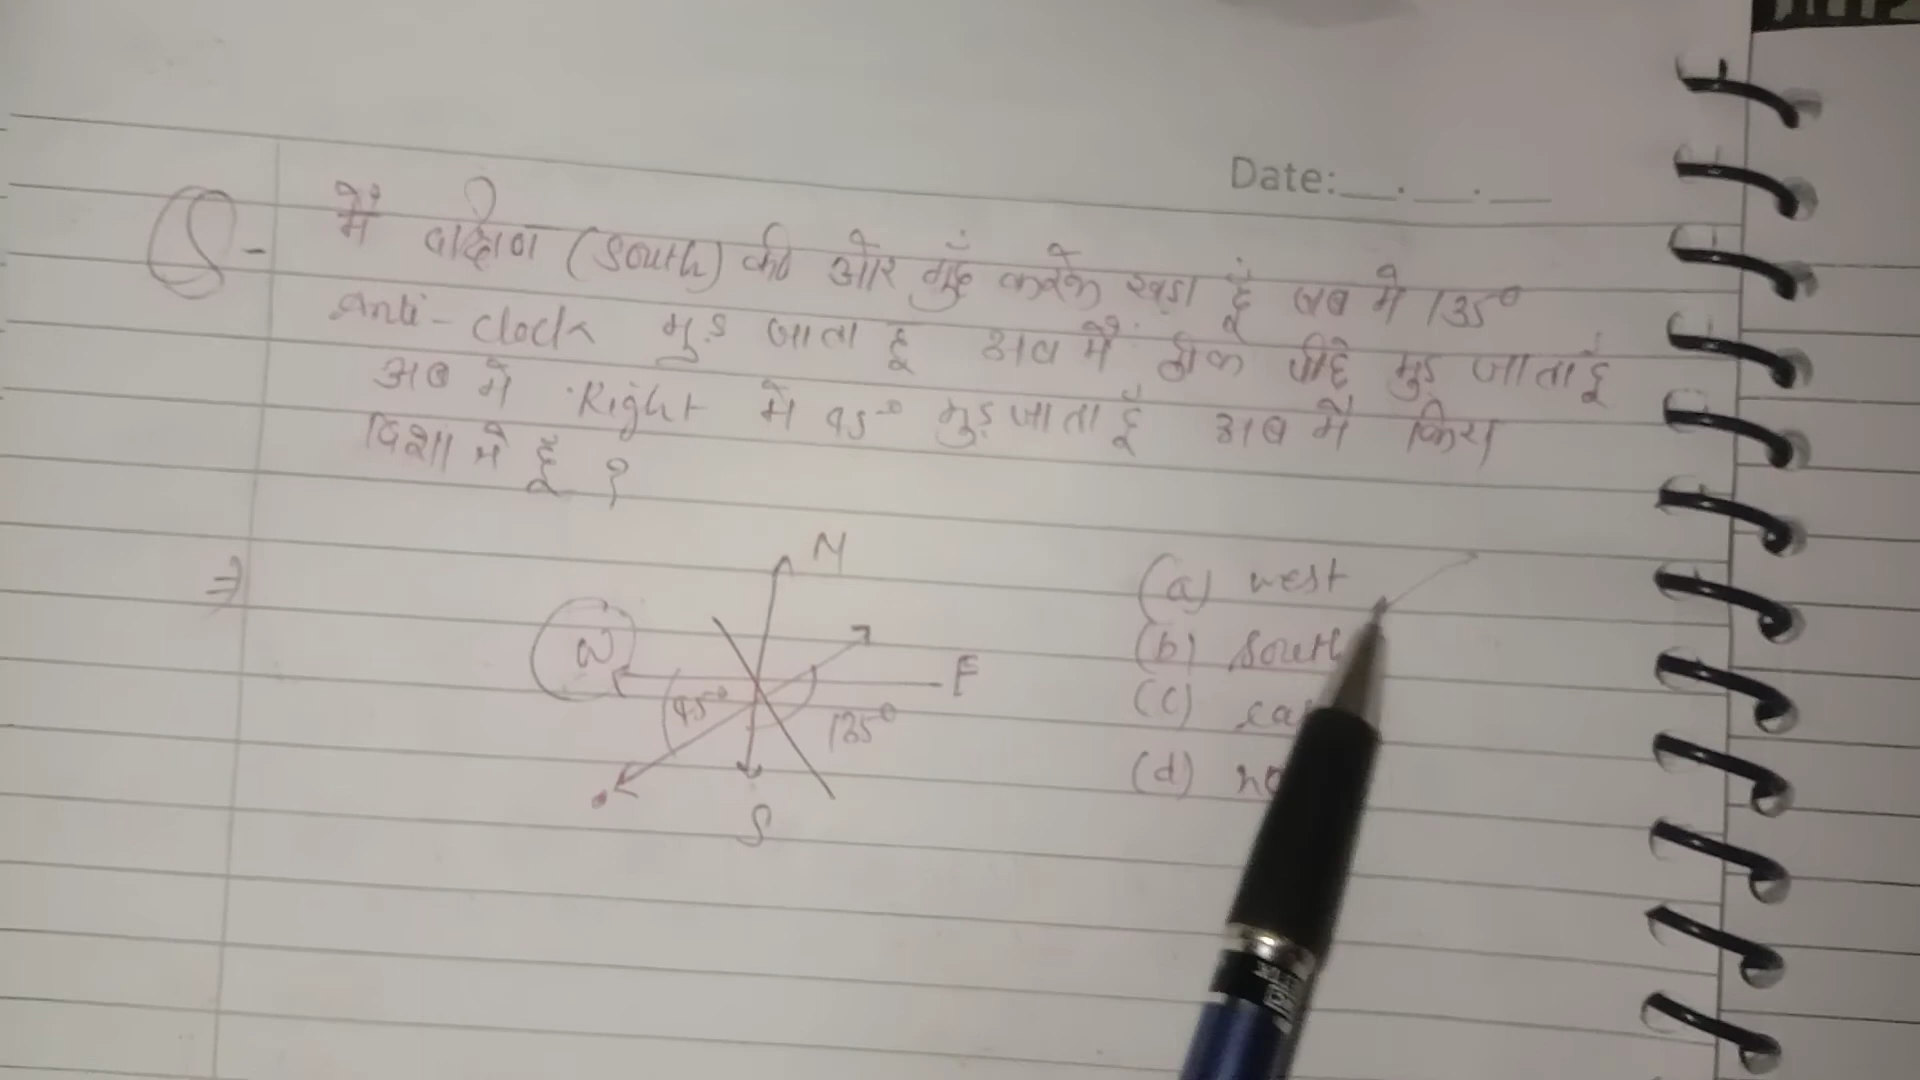 Date:
Q- मैं दक्षिण (South) की ओर मुँह करके खड़ा हूँ जब मे 135°
Anti-clock मुड़ जाता हूँ अब मैं ठीक पीछे मुड़ जाता हूँ
अब मे Right मे 45° मुड़ जाता हूँ अब मैं किस
दिशा मे हूँ ?
⇒
N
W
E
45°
135°
S
(a) west
(b) South
(c)
(d)